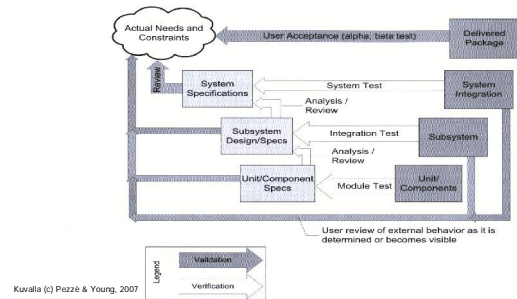 Actual Needs and
Constraints
User Acceptance (alpha, beta test)
Delivered
Package
Review
System
Specifications
System Test
System
Integration
Analysis /
Review
Subsystem
Design/Specs
Integration Test
Subsystem
Analysis /
Review
Unit/Component
Specs
Module Test
Unit/
Components
User review of external behavior as it is
determined or becomes visible
Legend
Validation
Verification
Kuvalla (c) Pezzè & Young, 2007